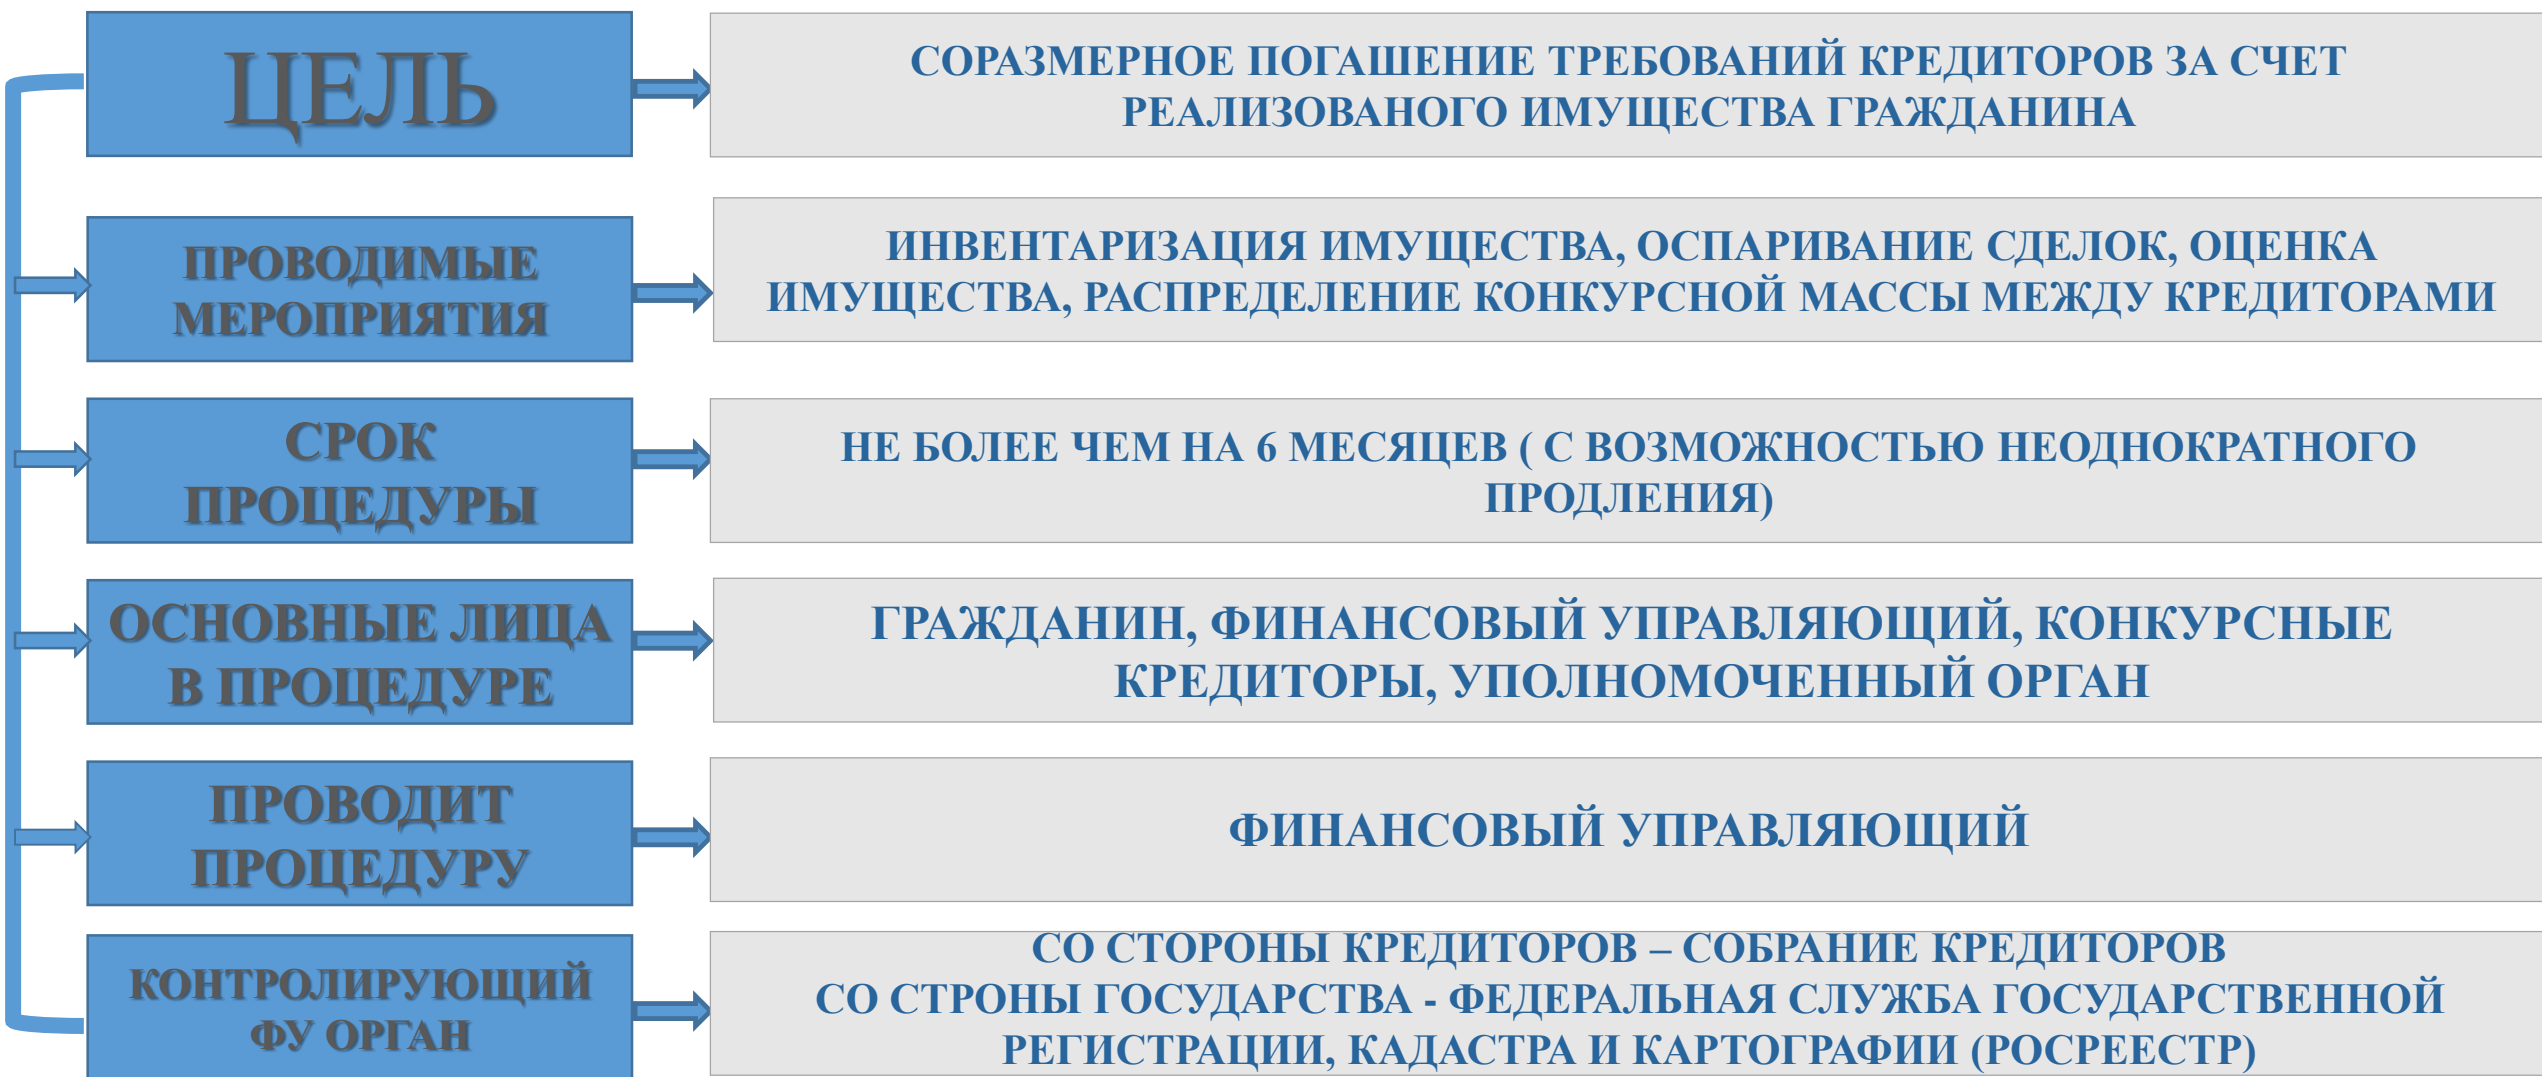 ЦЕЛЬ
СОРАЗМЕРНОЕ ПОГАШЕНИЕ ТРЕБОВАНИЙ КРЕДИТОРОВ ЗА СЧЕТ
РЕАЛИЗОВАНОГО ИМУЩЕСТВА ГРАЖДАНИНА
ПРОВОДИМЫЕ
МЕРОПРИЯТИЯ
ИНВЕНТАРИЗАЦИЯ ИМУЩЕСТВА, ОСПАРИВАНИЕ СДЕЛОК, ОЦЕНКА
ИМУЩЕСТВА, РАСПРЕДЕЛЕНИЕ КОНКУРСНОЙ МАССЫ МЕЖДУ КРЕДИТОРАМИ
СРОК
ПРОЦЕДУРЫ
НЕ БОЛЕЕ ЧЕМ НА 6 МЕСЯЦЕВ ( С ВОЗМОЖНОСТЬЮ НЕОДНОКРАТНОГО
ПРОДЛЕНИЯ)
ОСНОВНЫЕ ЛИЦА
В ПРОЦЕДУРЕ
ГРАЖДАНИН, ФИНАНСОВЫЙ УПРАВЛЯЮЩИЙ, КОНКУРСНЫЕ
КРЕДИТОРЫ, УПОЛНОМОЧЕННЫЙ ОРГАН
ПРОВОДИТ
ПРОЦЕДУРУ
ФИНАНСОВЫЙ УПРАВЛЯЮЩИЙ
КОНТРОЛИРУЮЩИЙ
ФУ ОРГАН
СО СТОРОНЫ КРЕДИТОРОВ – СОБРАНИЕ КРЕДИТОРОВ
СО СТРОНЫ ГОСУДАРСТВА - ФЕДЕРАЛЬНАЯ СЛУЖБА ГОСУДАРСТВЕННОЙ
РЕГИСТРАЦИИ, КАДАСТРА И КАРТОГРАФИИ (РОСРЕЕСТР)